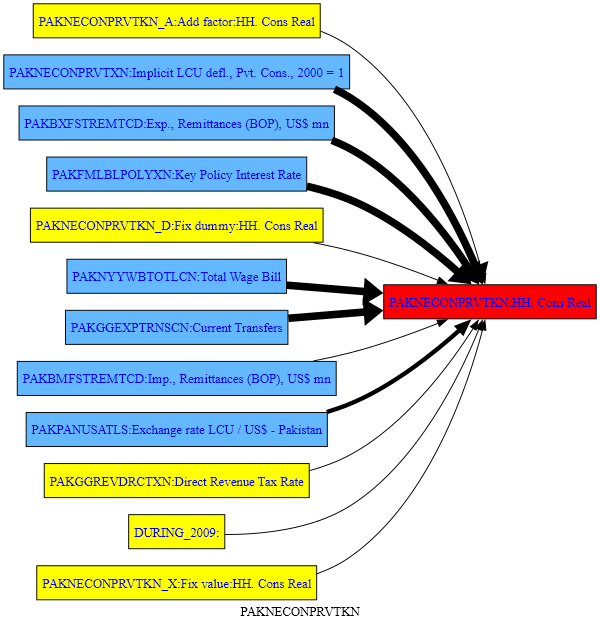 PAKNECONPRVTKN_A:Add factor:HH. Cons Real
PAKNECONPRVTXN:Implicit LCU defl., Pvt. Cons., 2000 = 1
PAKBXFSTREMTCD:Exp., Remittances (BOP), US$ mn
PAKFMLBLPOLYXN:Key Policy Interest Rate
PAKNECONPRVTKN_D:Fix dummy:HH. Cons Real
PAKNYYWBTOTLCN:Total Wage Bill
PAKNECONPRVTKN:HH. Cons Real
PAKGGEXPTRNSCN:Current Transfers
PAKBMFSTREMTCD:Imp., Remittances (BOP), US$ mn
PAKPANUSATLS:Exchange rate LCU / US$ - Pakistan
PAKGGREVDRCTXN:Direct Revenue Tax Rate
DURING_2009:
PAKNECONPRVTKN_X:Fix value:HH. Cons Real
PAKNECONPRVTKN